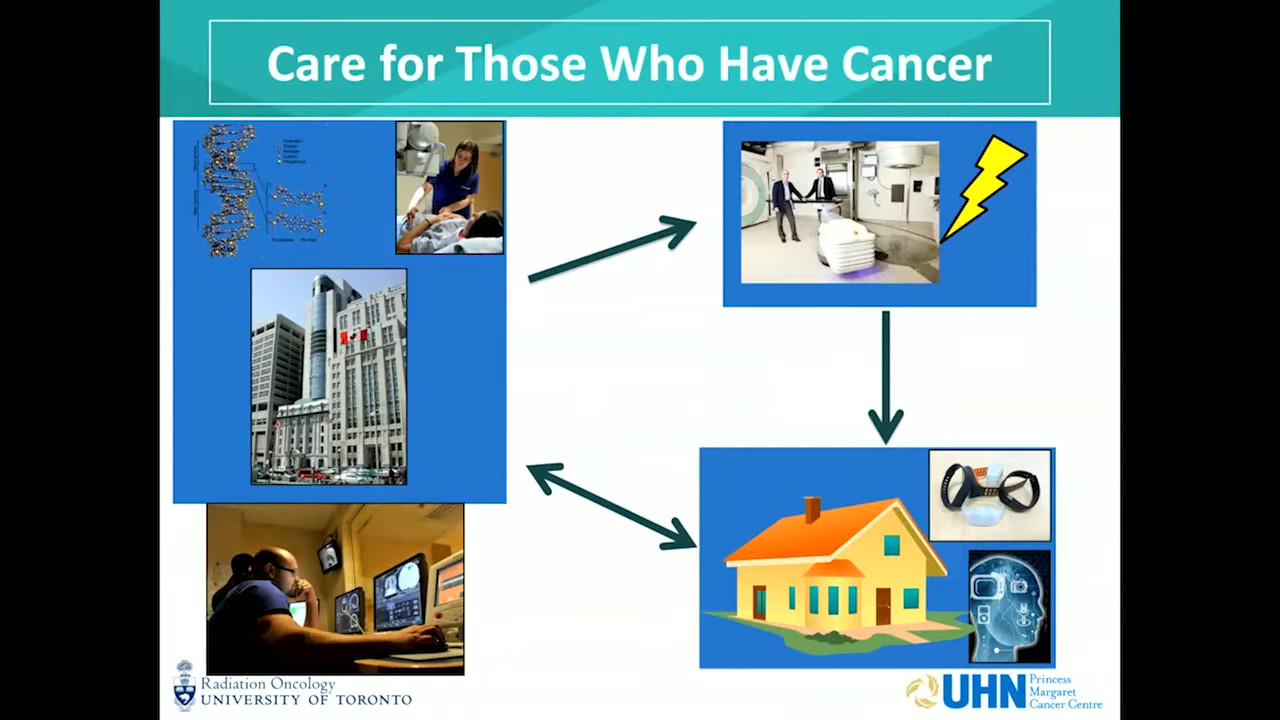 Care for Those Who Have Cancer
Radiation Oncology
UNIVERSITY OF TORONTO
UHN
Princess
Margaret
Cancer Centre